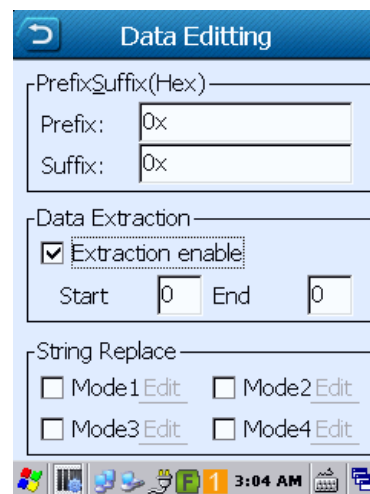 Data Editting
PrefixSuffix(Hex)
Prefix: 0x
Suffix: 0x
Data Extraction
Extraction enable
Start 0 End 0
String Replace
Mode1 Edit Mode2 Edit
Mode3 Edit Mode4 Edit
F 1 3:04 AM